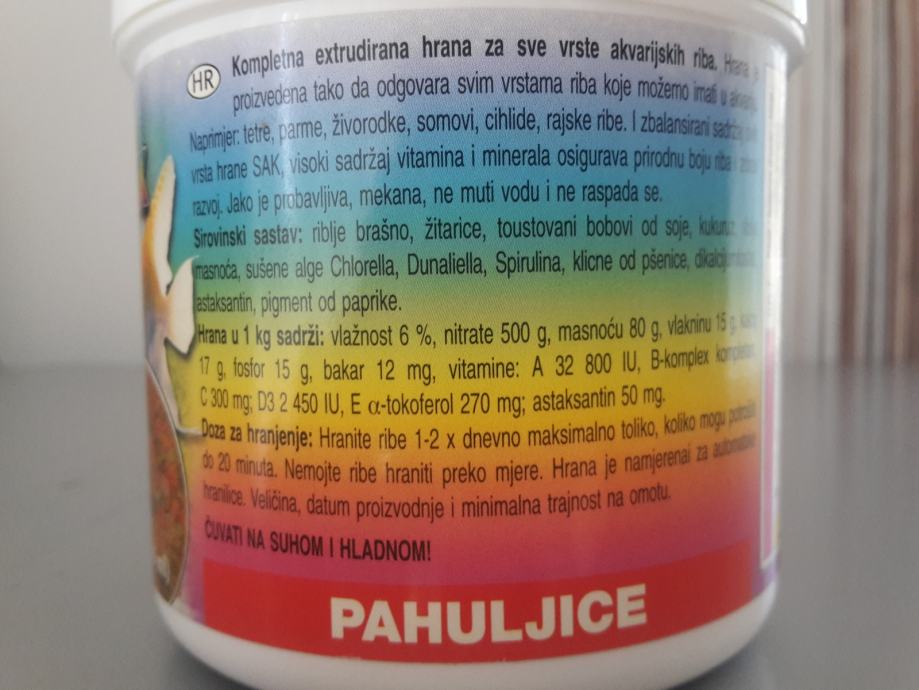 HR Kompletna extrudirana hrana za sve vrste akvarijskih riba. Hrana je
proizvedena tako da odgovara svim vrstama riba koje možemo imati u
Naprimjer: tetre, parme, živorodke, somovi, cihlide, rajske ribe. I zbalansirani
vrsta hrane SAK, visoki sadržaj vitamina i minerala osigurava prirodnu boju riba i
razvoj. Jako je probavljiva, mekana, ne muti vodu i ne raspada se.
Sirovinski sastav: riblje brašno, žitarice, toustovani bobovi od soje, kukuruz,
masnoća, sušene alge Chlorella, Dunaliella, Spirulina, klicne od pšenice,
astaksantin, pigment od paprike.
Hrana u 1 kg sadrži: vlažnost 6 %, nitrate 500 g, masnoću 80 g, vlakninu 15 g,
17 g, fosfor 15 g, bakar 12 mg, vitamine: A 32 800 IU, B-komplex
C 300 mg; D3 2 450 IU, E α-tokoferol 270 mg; astaksantin 50 mg.
Doza za hranjenje: Hranite ribe 1-2 x dnevno maksimalno toliko, koliko mogu
do 20 minuta. Nemojte ribe hraniti preko mjere. Hrana je namjerenai za
hranilice. Veličina, datum proizvodnje i minimalna trajnost na omotu.
ČUVATI NA SUHOM I HLADNOM!
PAHULJICE